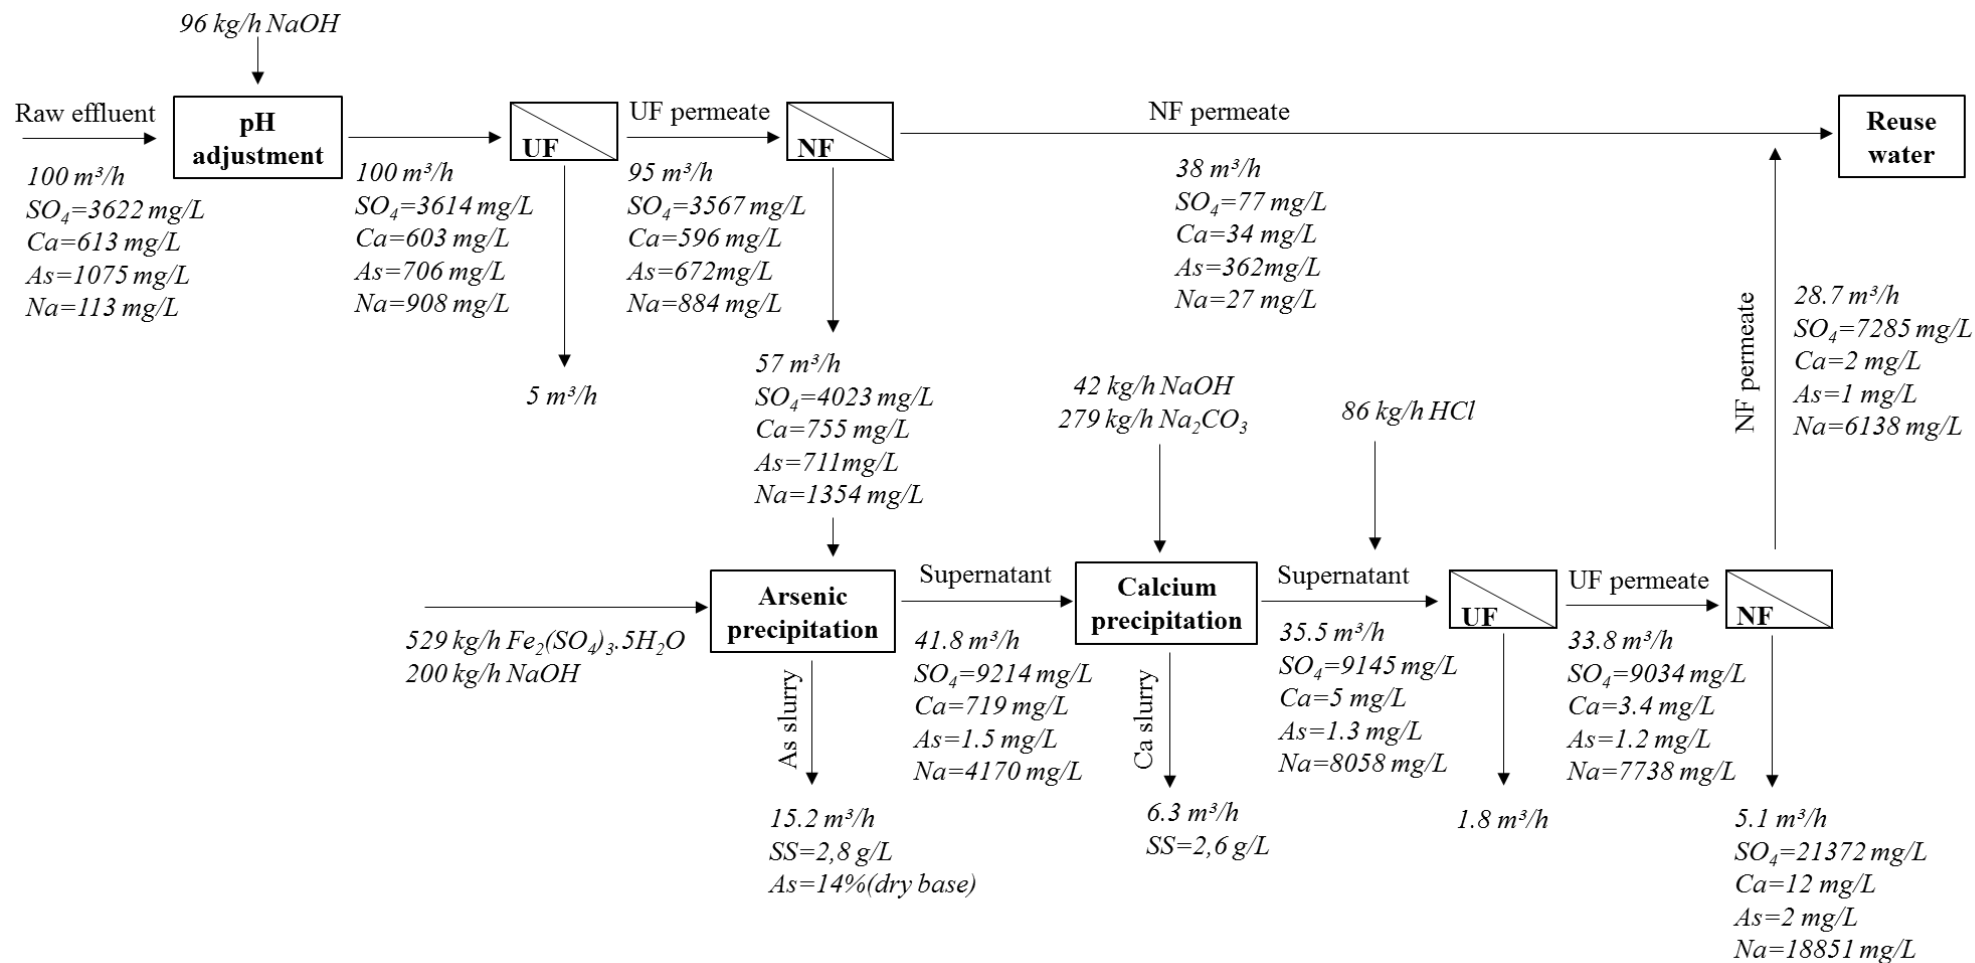 96 kg/h NaOH
Raw effluent
pH
adjustment
100 m³/h
SO₄=3622 mg/L
Ca=613 mg/L
As=1075 mg/L
Na=113 mg/L
100 m³/h
SO₄=3614 mg/L
Ca=603 mg/L
As=706 mg/L
Na=908 mg/L
UF
5 m³/h
UF permeate
95 m³/h
SO₄=3567 mg/L
Ca=596 mg/L
As=672mg/L
Na=884 mg/L
NF
NF permeate
38 m³/h
SO₄=77 mg/L
Ca=34 mg/L
As=362mg/L
Na=27 mg/L
Reuse
water
57 m³/h
SO₄=4023 mg/L
Ca=755 mg/L
As=711mg/L
Na=1354 mg/L
529 kg/h Fe₂(SO₄)₃.5H₂O
200 kg/h NaOH
Arsenic
precipitation
As slurry
15.2 m³/h
SS=2,8 g/L
As=14%(dry base)
Supernatant
41.8 m³/h
SO₄=9214 mg/L
Ca=719 mg/L
As=1.5 mg/L
Na=4170 mg/L
42 kg/h NaOH
279 kg/h Na₂CO₃
Calcium
precipitation
Ca slurry
6.3 m³/h
SS=2,6 g/L
86 kg/h HCl
Supernatant
35.5 m³/h
SO₄=9145 mg/L
Ca=5 mg/L
As=1.3 mg/L
Na=8058 mg/L
UF
1.8 m³/h
UF permeate
33.8 m³/h
SO₄=9034 mg/L
Ca=3.4 mg/L
As=1.2 mg/L
Na=7738 mg/L
NF
5.1 m³/h
SO₄=21372 mg/L
Ca=12 mg/L
As=2 mg/L
Na=18851 mg/L
NF permeate
28.7 m³/h
SO₄=7285 mg/L
Ca=2 mg/L
As=1 mg/L
Na=6138 mg/L